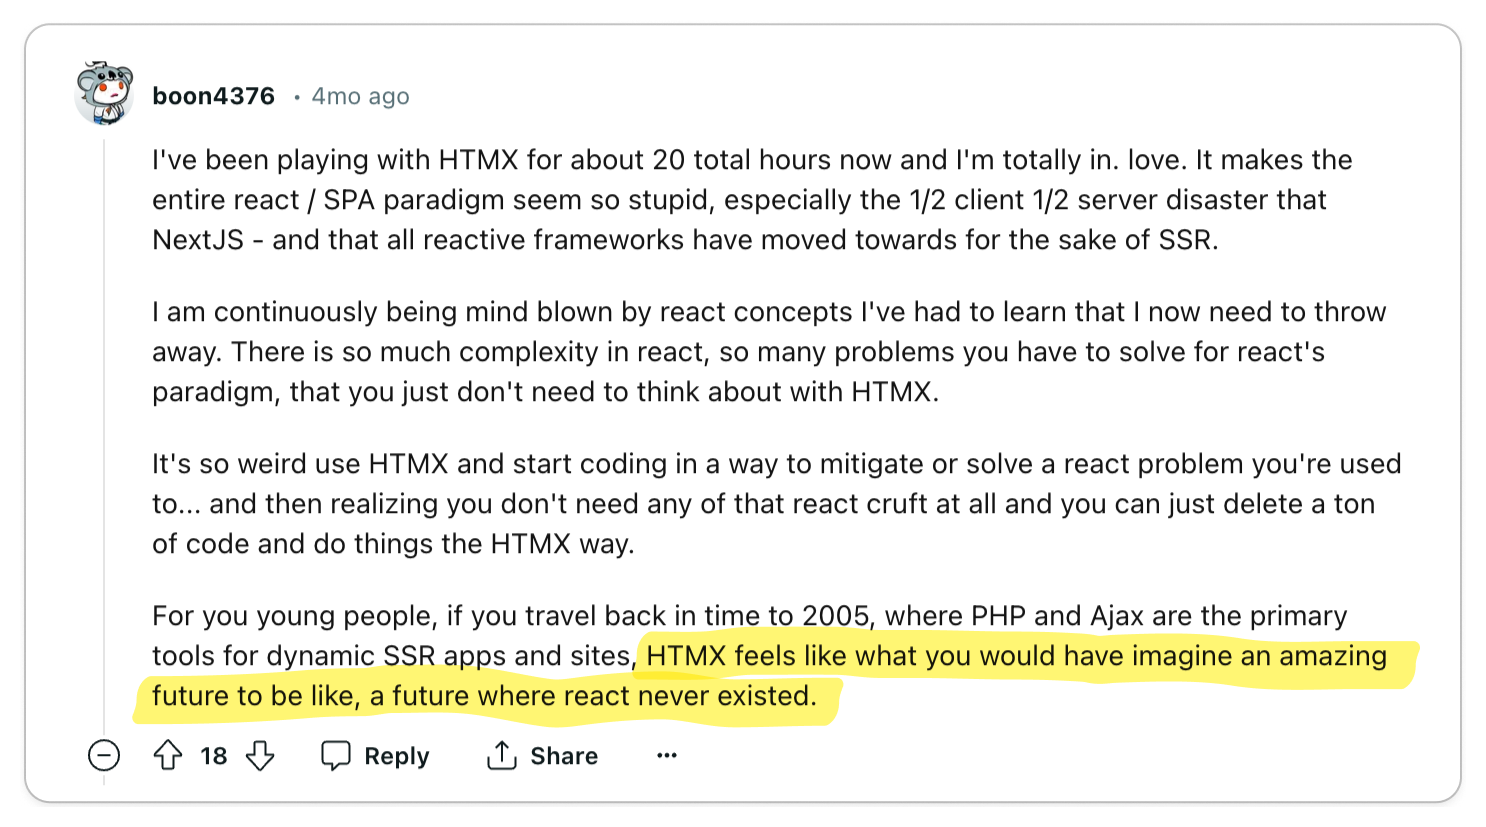 boon4376 • 4mo ago
I've been playing with HTMX for about 20 total hours now and I'm totally in. love. It makes the
entire react / SPA paradigm seem so stupid, especially the 1/2 client 1/2 server disaster that
NextJS - and that all reactive frameworks have moved towards for the sake of SSR.
I am continuously being mind blown by react concepts I've had to learn that I now need to throw
away. There is so much complexity in react, so many problems you have to solve for react's
paradigm, that you just don't need to think about with HTMX.
It's so weird use HTMX and start coding in a way to mitigate or solve a react problem you're used
to... and then realizing you don't need any of that react cruft at all and you can just delete a ton
of code and do things the HTMX way.
For you young people, if you travel back in time to 2005, where PHP and Ajax are the primary
tools for dynamic SSR apps and sites, HTMX feels like what you would have imagine an amazing
future to be like, a future where react never existed.
18 Reply Share ...